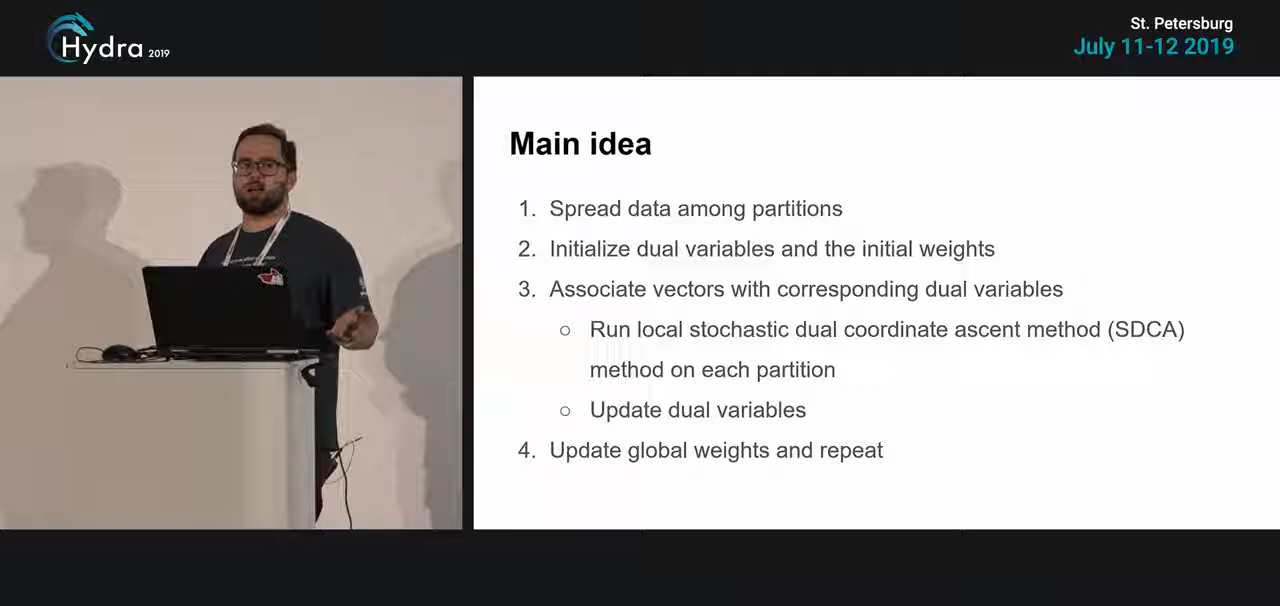 Hydra 2019
St. Petersburg
July 11-12 2019
Main idea
1. Spread data among partitions
2. Initialize dual variables and the initial weights
3. Associate vectors with corresponding dual variables
○ Run local stochastic dual coordinate ascent method (SDCA)
method on each partition
○ Update dual variables
4. Update global weights and repeat